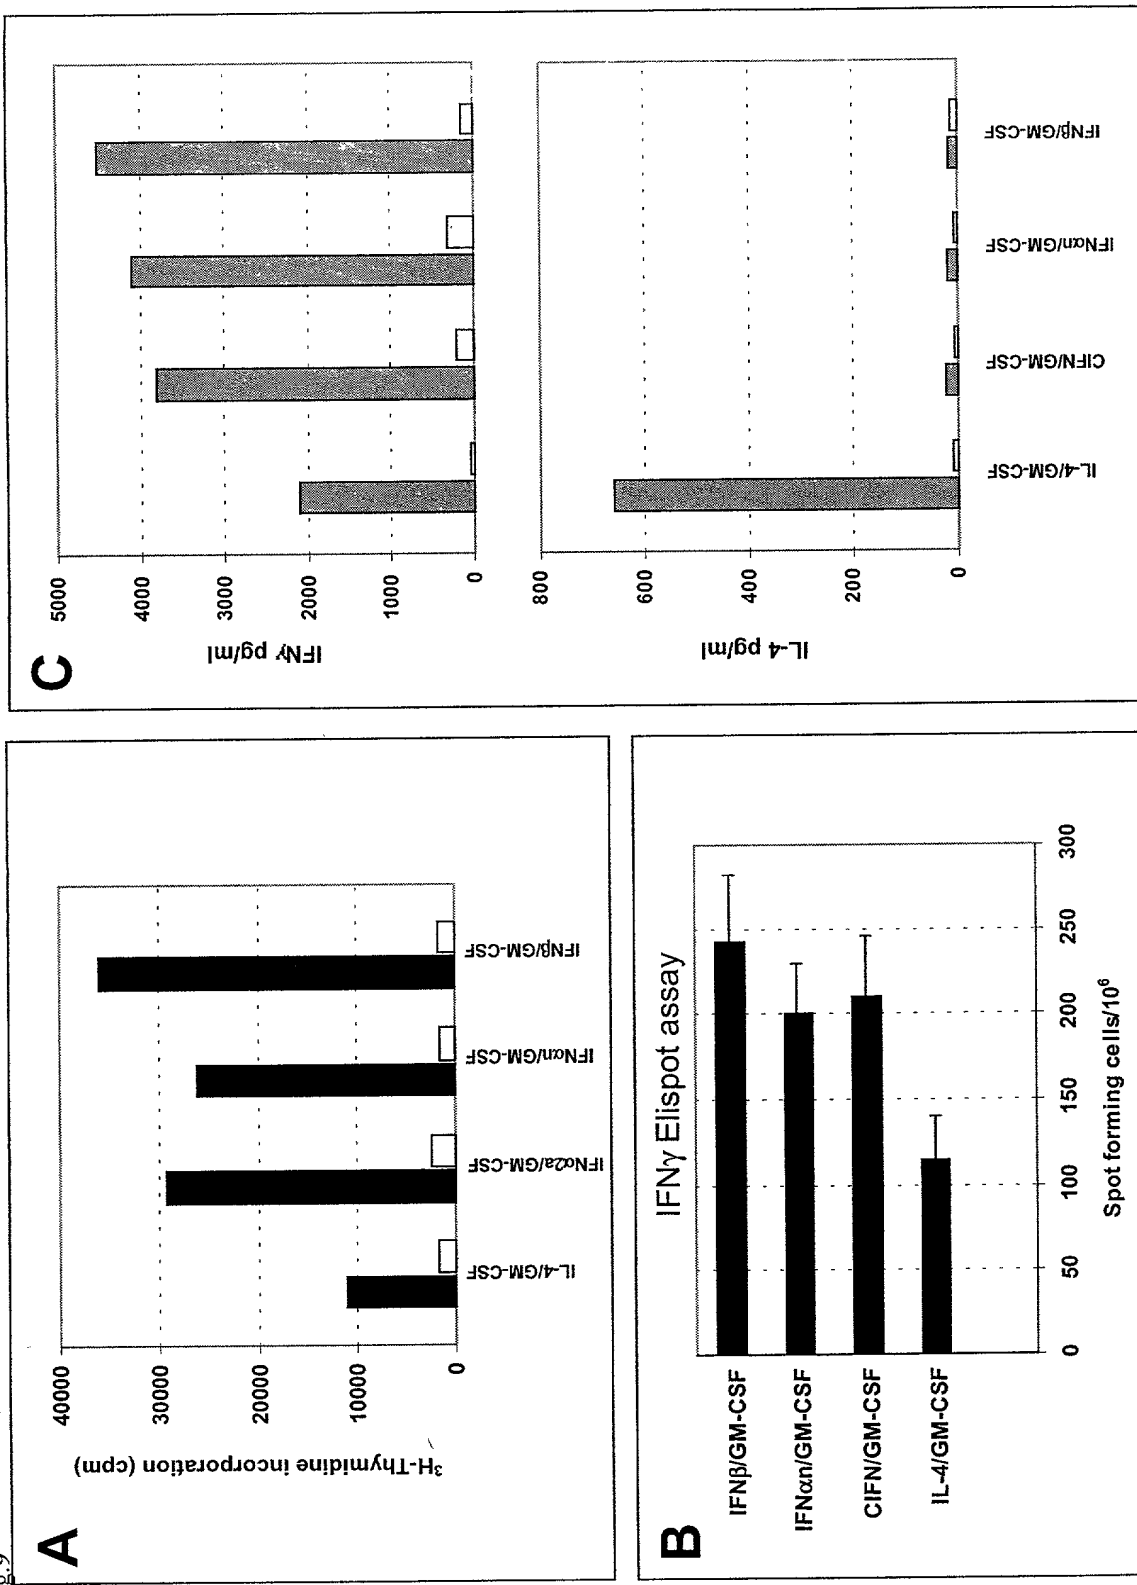 A
³H-Thymidine incorporation (cpm)
40000
30000
20000
10000
0
IL-4/GM-CSF
IFNα2a/GM-CSF
IFNαn/GM-CSF
IFNβ/GM-CSF
B
IFNγ Elispot assay
IFNβ/GM-CSF
IFNαn/GM-CSF
CIFN/GM-CSF
IL-4/GM-CSF
0 50 100 150 200 250 300
Spot forming cells/10⁶
C
IFNγ pg/ml
5000
4000
3000
2000
1000
0
IL-4 pg/ml
800
600
400
200
0
IL-4/GM-CSF
CIFN/GM-CSF
IFNαn/GM-CSF
IFNβ/GM-CSF